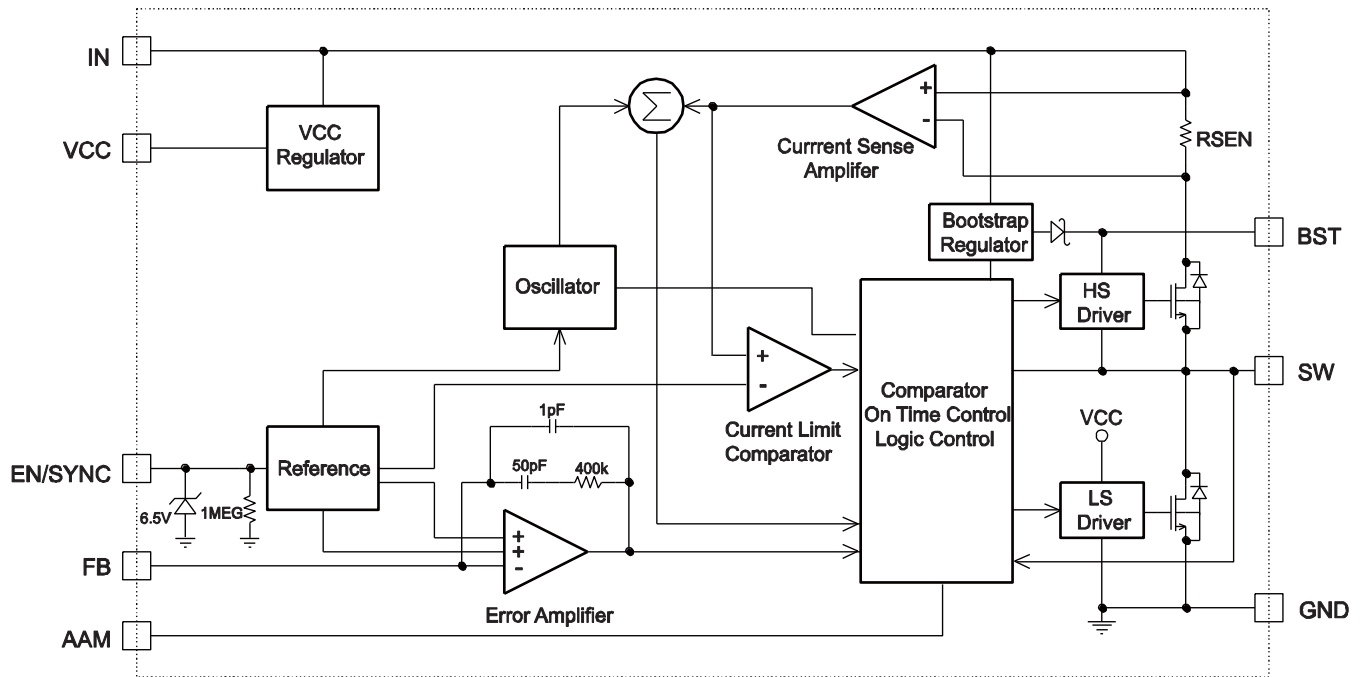 IN
VCC
VCC
Regulator
Σ
+
-
Currrent Sense
Amplifer
RSEN
Bootstrap
Regulator
BST
Oscillator
HS
Driver
+
-
Current Limit
Comparator
Comparator
On Time Control
Logic Control
SW
VCC
1pF
50pF
400k
EN/SYNC
Reference
6.5V
1MEG
LS
Driver
+
+
-
Error Amplifier
FB
AAM
GND